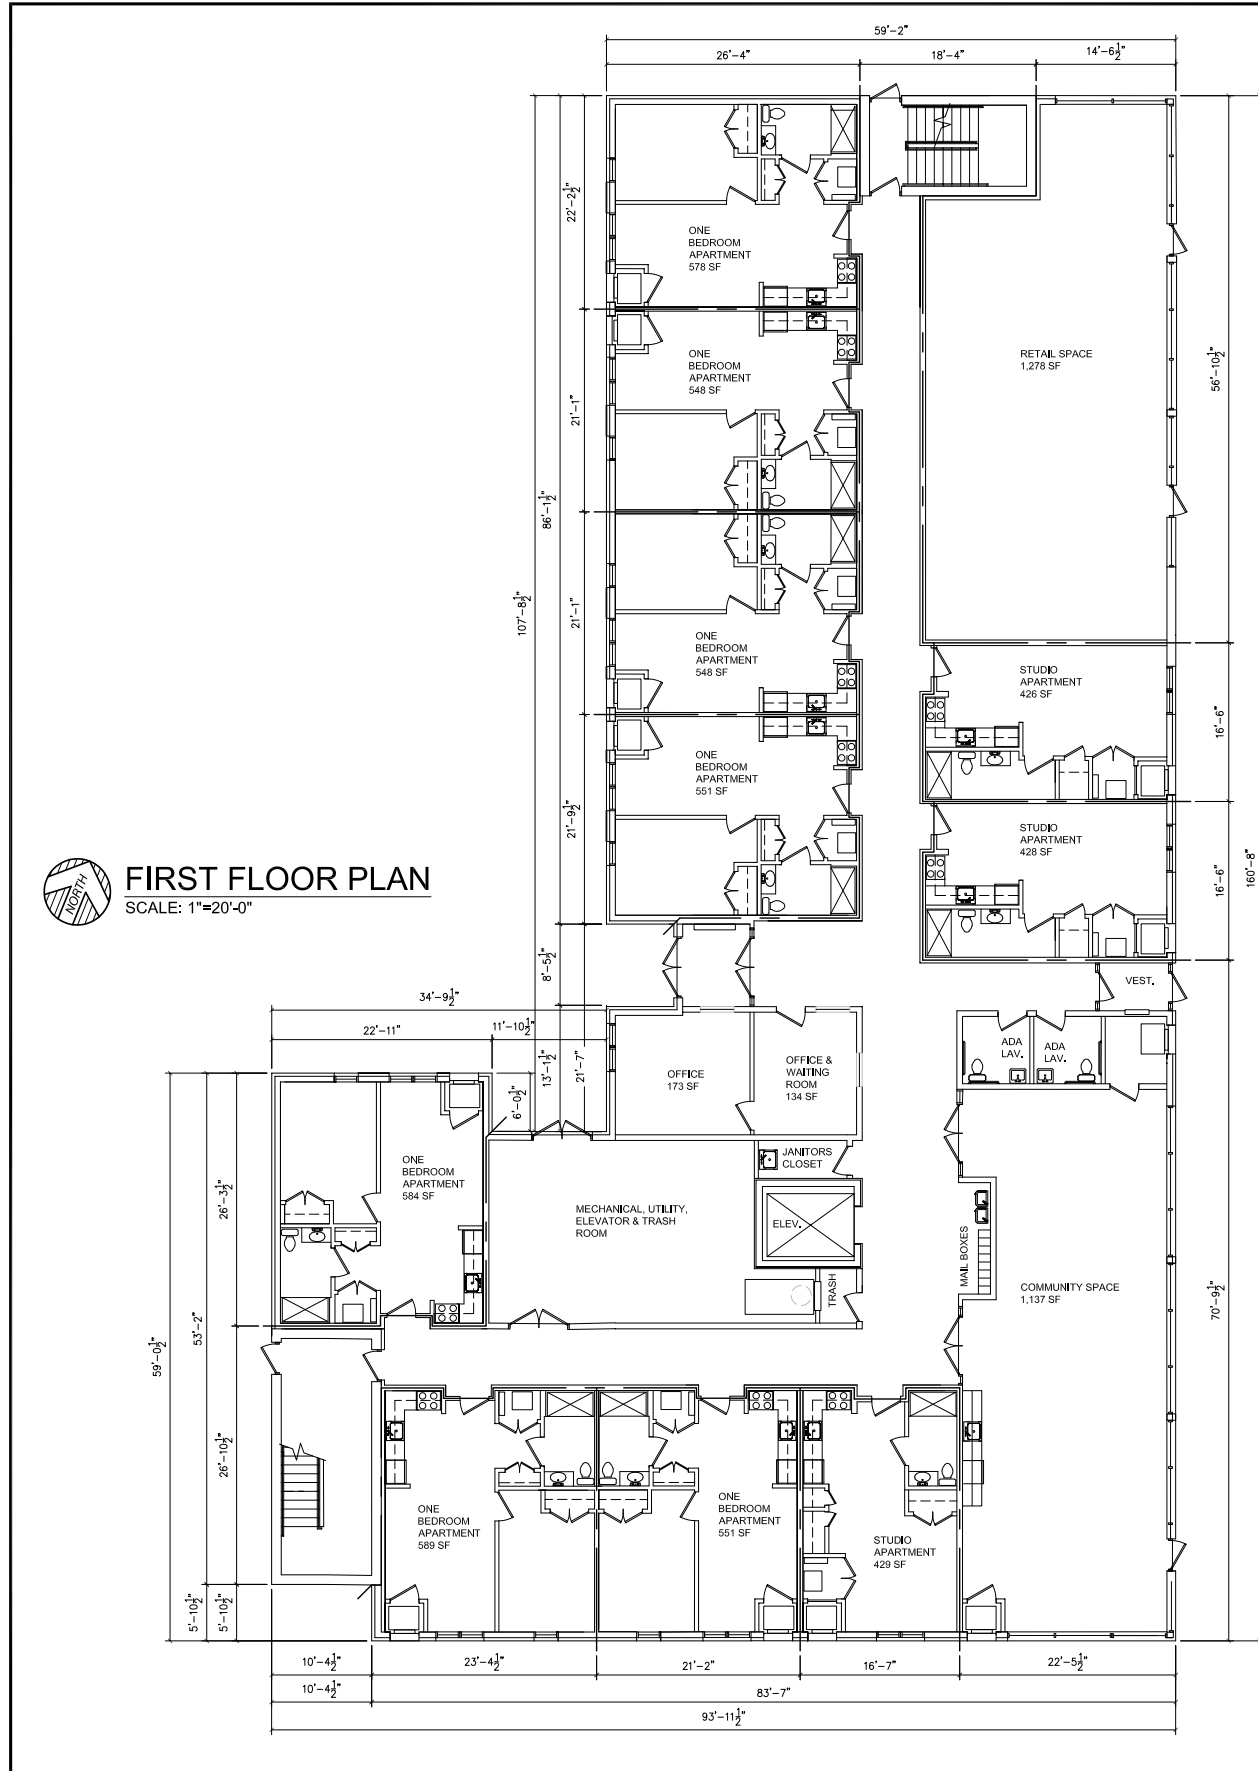 59'-2"
26'-4"
18'-4"
14'-6½"
22'-2½"
ONE
BEDROOM
APARTMENT
578 SF
ONE
BEDROOM
APARTMENT
548 SF
RETAIL SPACE
1,278 SF
56'-10½"
21'-1"
86'-1½"
107'-8½"
21'-1"
ONE
BEDROOM
APARTMENT
548 SF
STUDIO
APARTMENT
426 SF
16'-6"
ONE
BEDROOM
APARTMENT
551 SF
21'-9½"
STUDIO
APARTMENT
428 SF
16'-6"
160'-8"
NORTH
FIRST FLOOR PLAN
SCALE: 1"=20'-0"
8'-5½"
VEST.
34'-9½"
22'-11"
11'-10½"
13'-1½"
21'-7"
6'-0½"
OFFICE
173 SF
OFFICE &
WAITING
ROOM
134 SF
ADA
LAV.
ADA
LAV.
JANITORS
CLOSET
ONE
BEDROOM
APARTMENT
584 SF
26'-3½"
MECHANICAL, UTILITY,
ELEVATOR & TRASH
ROOM
ELEV.
TRASH
MAIL BOXES
COMMUNITY SPACE
1,137 SF
70'-9½"
59'-0½"
53'-2"
26'-10½"
ONE
BEDROOM
APARTMENT
589 SF
ONE
BEDROOM
APARTMENT
551 SF
STUDIO
APARTMENT
429 SF
5'-10½"
5'-10½"
10'-4½"
23'-4½"
21'-2"
16'-7"
22'-5½"
10'-4½"
83'-7"
93'-11½"